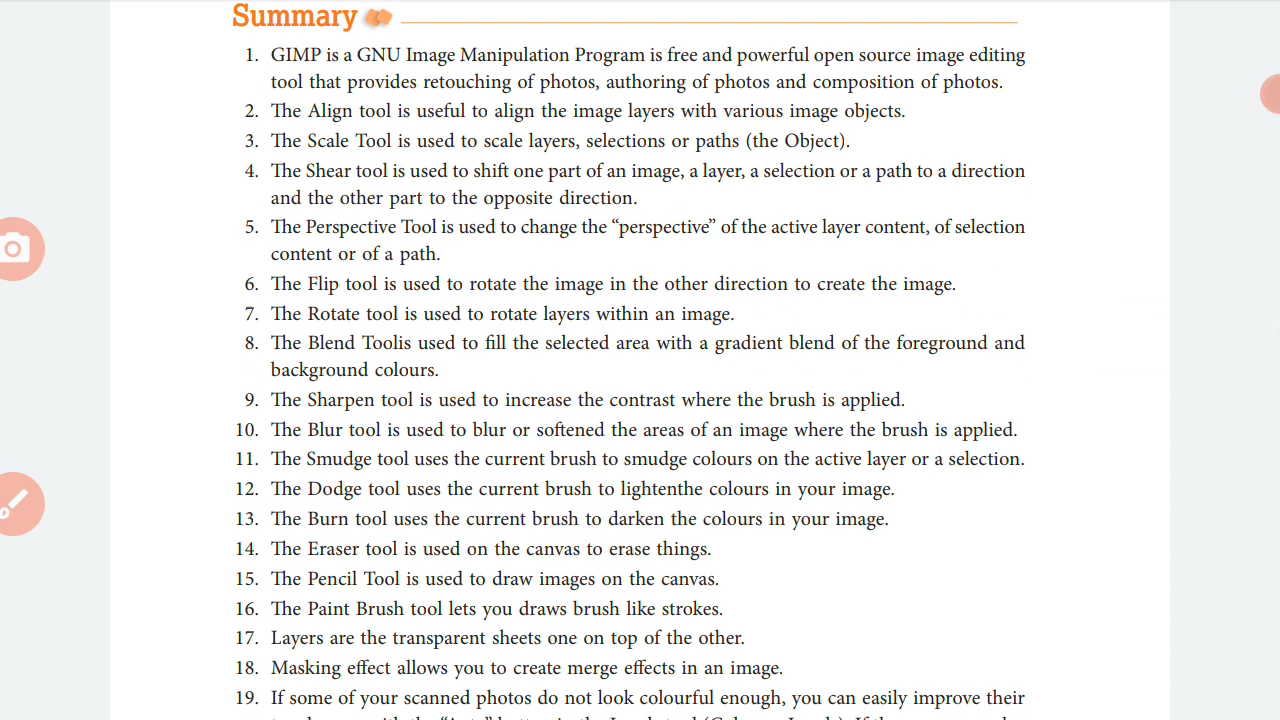 Summary
1. GIMP is a GNU Image Manipulation Program is free and powerful open source image editing
tool that provides retouching of photos, authoring of photos and composition of photos.
2. The Align tool is useful to align the image layers with various image objects.
3. The Scale Tool is used to scale layers, selections or paths (the Object).
4. The Shear tool is used to shift one part of an image, a layer, a selection or a path to a direction
and the other part to the opposite direction.
5. The Perspective Tool is used to change the “perspective” of the active layer content, of selection
content or of a path.
6. The Flip tool is used to rotate the image in the other direction to create the image.
7. The Rotate tool is used to rotate layers within an image.
8. The Blend Toolis used to fill the selected area with a gradient blend of the foreground and
background colours.
9. The Sharpen tool is used to increase the contrast where the brush is applied.
10. The Blur tool is used to blur or softened the areas of an image where the brush is applied.
11. The Smudge tool uses the current brush to smudge colours on the active layer or a selection.
12. The Dodge tool uses the current brush to lightenthe colours in your image.
13. The Burn tool uses the current brush to darken the colours in your image.
14. The Eraser tool is used on the canvas to erase things.
15. The Pencil Tool is used to draw images on the canvas.
16. The Paint Brush tool lets you draws brush like strokes.
17. Layers are the transparent sheets one on top of the other.
18. Masking effect allows you to create merge effects in an image.
19. If some of your scanned photos do not look colourful enough, you can easily improve their